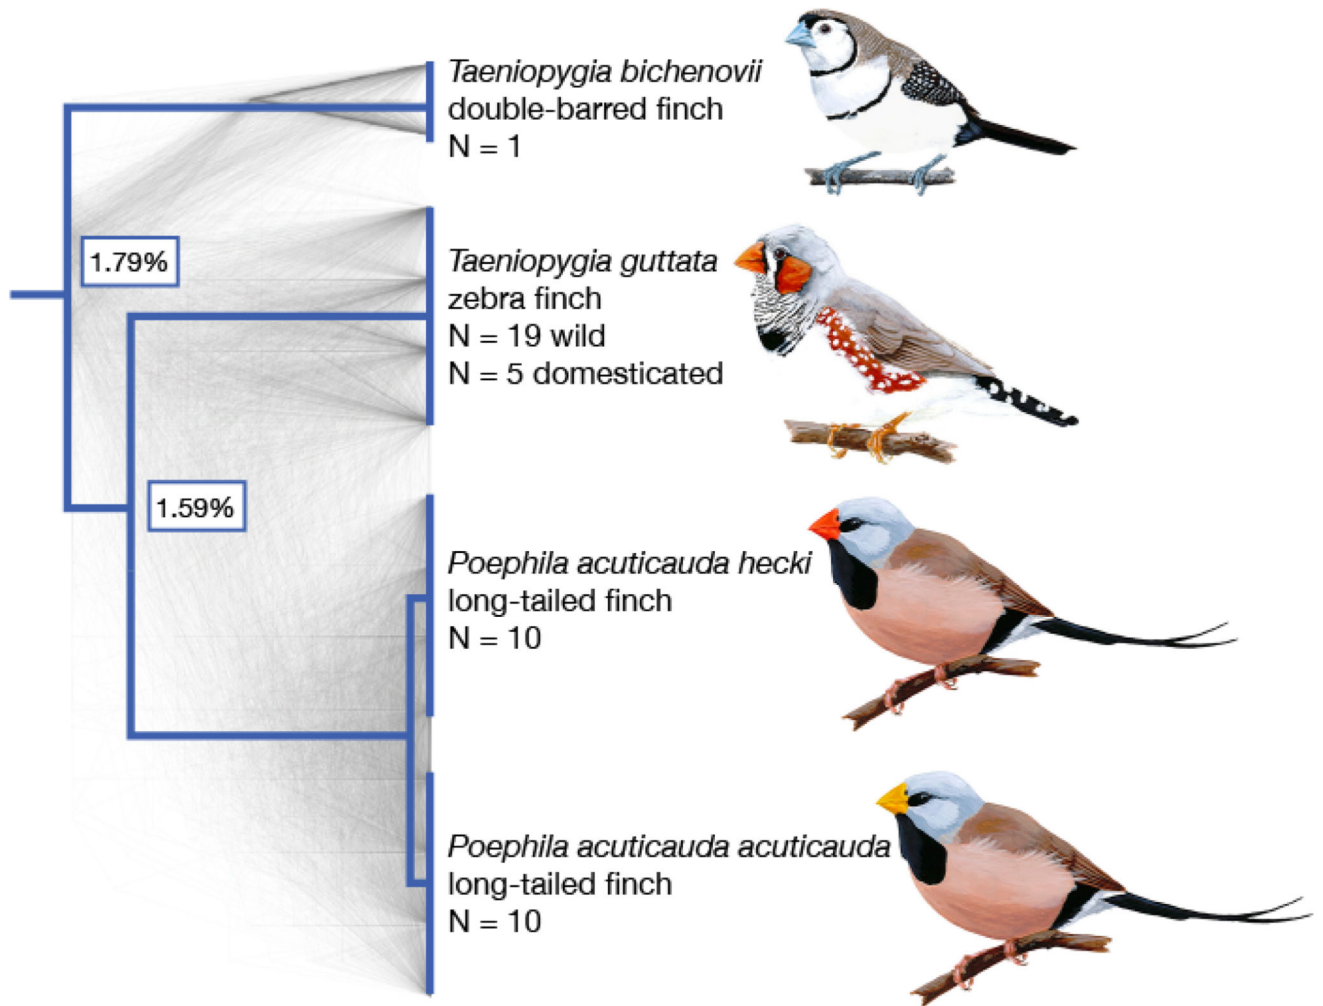 Taeniopygia bichenovii
double-barred finch
N = 1
1.79%
Taeniopygia guttata
zebra finch
N = 19 wild
N = 5 domesticated
1.59%
Poephila acuticauda hecki
long-tailed finch
N = 10
Poephila acuticauda acuticauda
long-tailed finch
N = 10